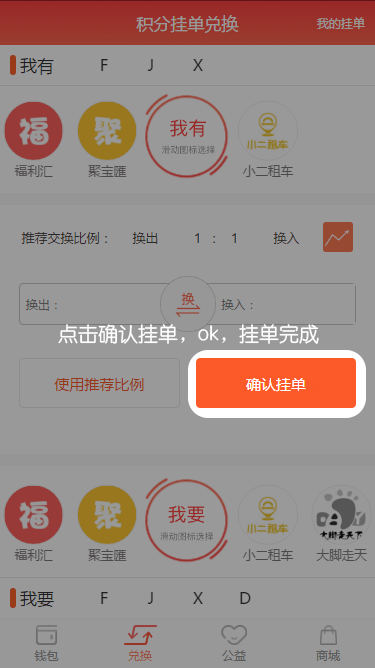 积分挂单兑换 我的挂单
我有 F J X
福 聚 我有 滑动图标选择 小二租车
福利汇 聚宝匯 小二租车
推荐交换比例： 换出 1 : 1 换入
换出： 换 换入：
点击确认挂单，ok，挂单完成
使用推荐比例 确认挂单
福 聚 我要 滑动图标选择 小二租车 大脚走天下
福利汇 聚宝匯 小二租车 大脚走天
我要 F J X D
钱包 兑换 公益 商城